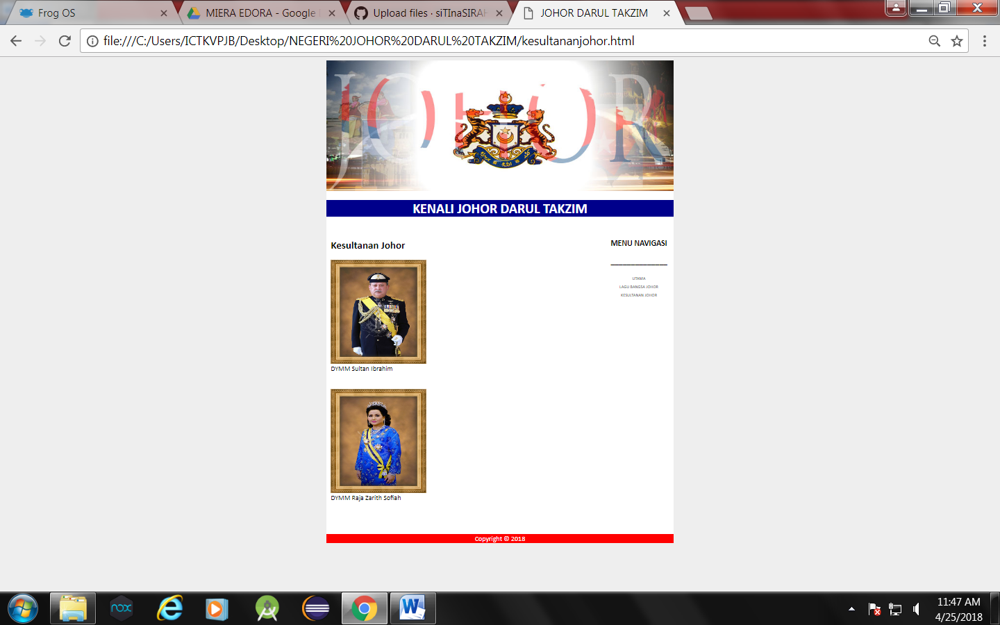 Frog OS
MIERA EDORA - Google
Upload files · siTInaSIRAH
JOHOR DARUL TAKZIM
file:///C:/Users/ICTKVPJB/Desktop/NEGERI%20JOHOR%20DARUL%20TAKZIM/kesultananjohor.html
JOHOR
KENALI JOHOR DARUL TAKZIM
Kesultanan Johor
MENU NAVIGASI
UTAMA
LAGU BANGSA JOHOR
KESULTANAN JOHOR
DYMM Sultan Ibrahim
DYMM Raja Zarith Sofiah
Copyright © 2018
nox
W
11:47 AM
4/25/2018